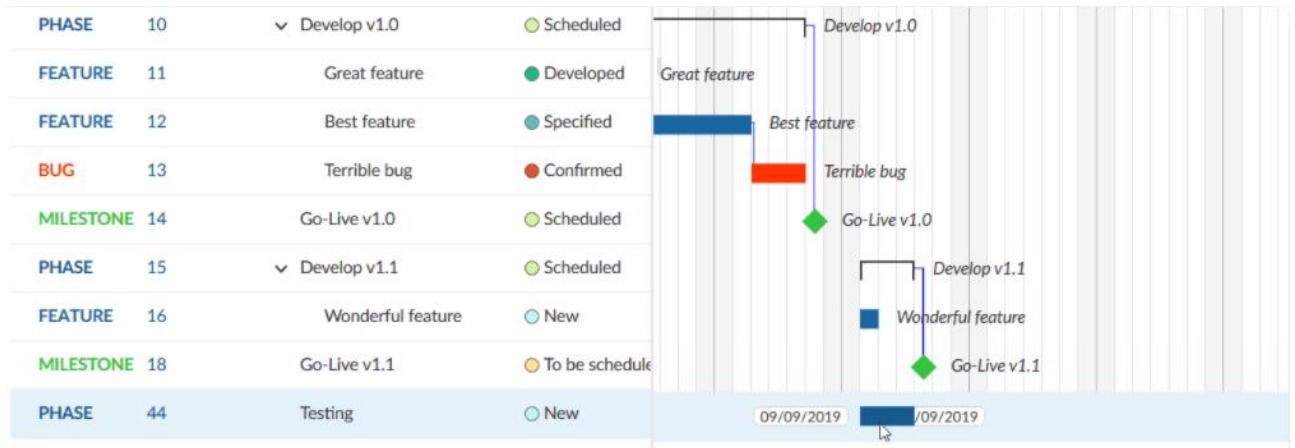 PHASE 10 Develop v1.0 Scheduled Develop v1.0
FEATURE 11 Great feature Developed Great feature
FEATURE 12 Best feature Specified Best feature
BUG 13 Terrible bug Confirmed Terrible bug
MILESTONE 14 Go-Live v1.0 Scheduled Go-Live v1.0
PHASE 15 Develop v1.1 Scheduled Develop v1.1
FEATURE 16 Wonderful feature New Wonderful feature
MILESTONE 18 Go-Live v1.1 To be schedule Go-Live v1.1
PHASE 44 Testing New 09/09/2019 /09/2019